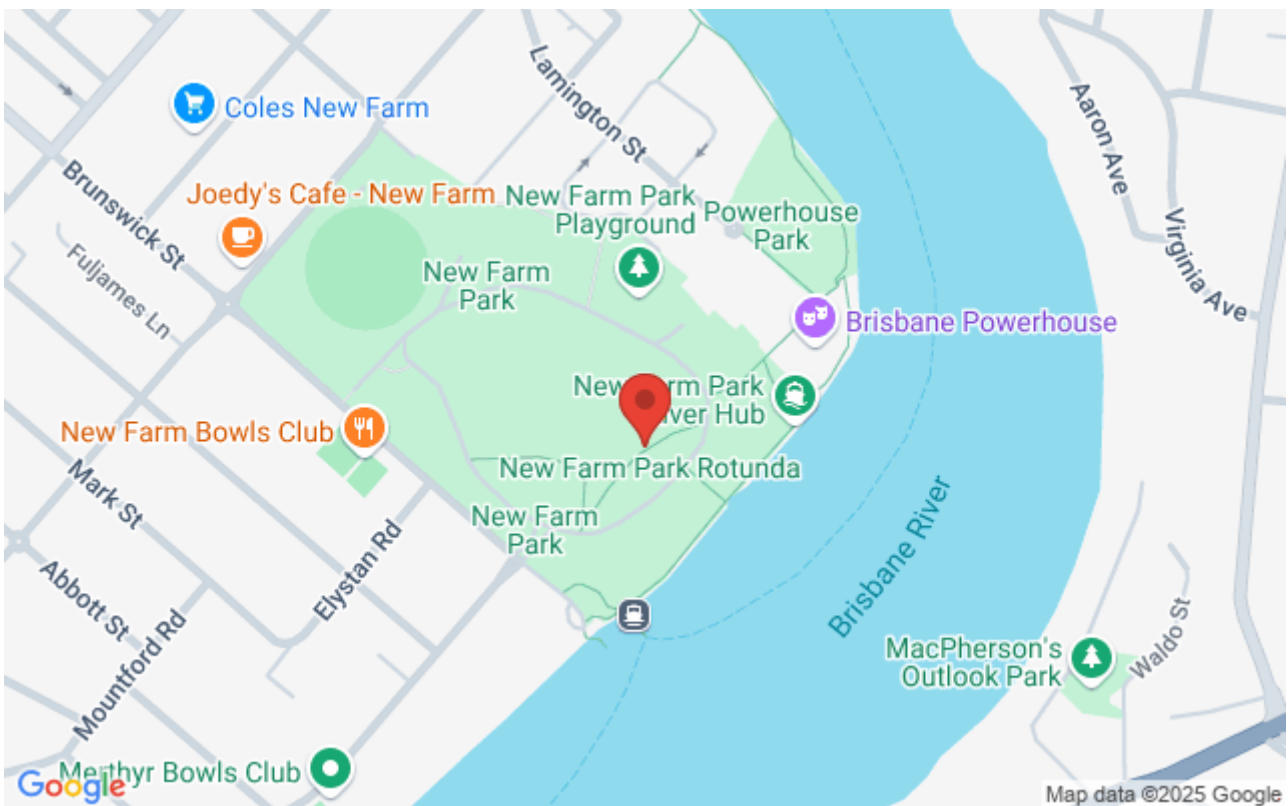 Lamington St
Aaron Ave
Coles New Farm
Brunswick St
Joedy's Cafe - New Farm
New Farm Park
Playground
Powerhouse
Park
Virginia Ave
Fuljames Ln
New Farm
Park
Brisbane Powerhouse
New Farm Park
River Hub
New Farm Bowls Club
New Farm Park Rotunda
Mark St
New Farm
Park
Elystan Rd
Brisbane River
Abbott St
Mountford Rd
MacPherson's
Outlook Park
Waldo St
Merthyr Bowls Club
Google
Map data ©2025 Google